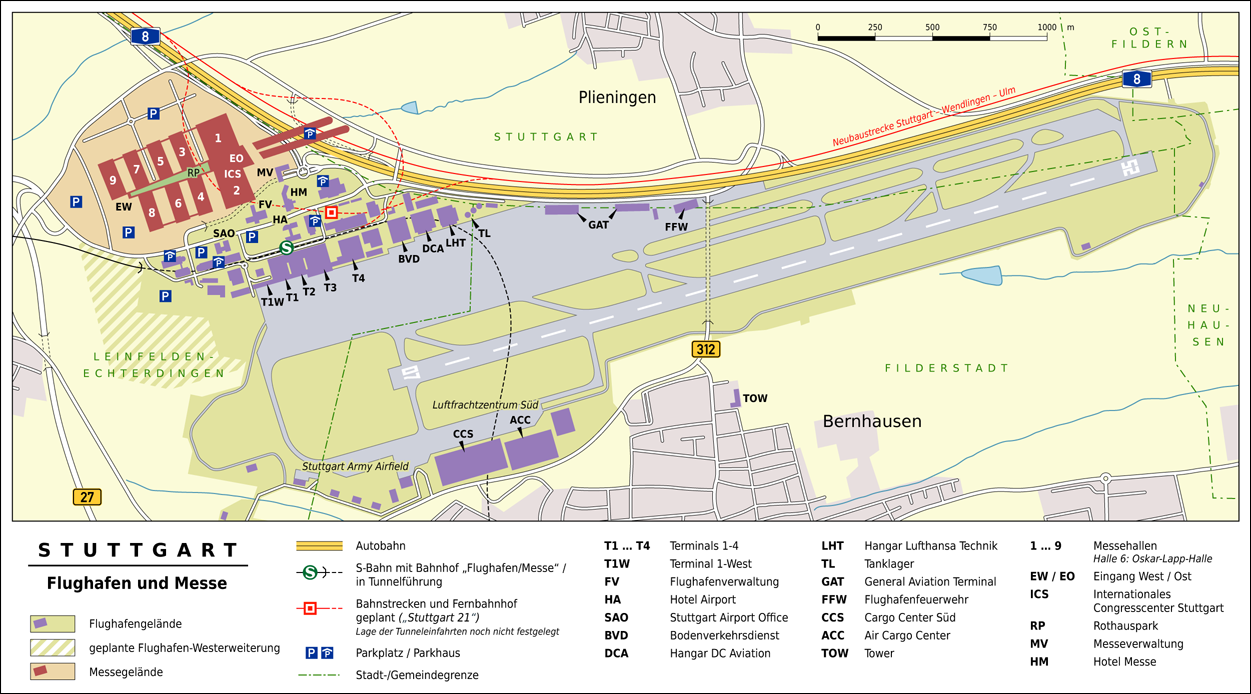 8
0 250 500 750 1000 m
OST-
FILDERN
8
Plieningen
Neubaustrecke Stuttgart – Wendlingen – Ulm
STUTTGART
P
1
3
5
7
9
EO
ICS
2
RP
4
6
8
EW
MV
HM
FV
HA
SAO
P
P
P
P
P
P
P
P
P
P
S
T1W
T1
T2
T3
T4
BVD
DCA
LHT
TL
GAT
FFW
25
07
LEINFELDEN-
ECHTERDINGEN
NEU-
HAU-
SEN
312
FILDERSTADT
TOW
Bernhausen
Luftfrachtzentrum Süd
CCS
ACC
Stuttgart Army Airfield
27
STUTTGART
Flughafen und Messe
Flughafengelände
geplante Flughafen-Westerweiterung
Messegelände
Autobahn
S
S-Bahn mit Bahnhof „Flughafen/Messe“ /
in Tunnelführung
Bahnstrecken und Fernbahnhof
geplant („Stuttgart 21“)
Lage der Tunneleinfahrten noch nicht festgelegt
P P Parkplatz / Parkhaus
Stadt-/Gemeindegrenze
T1 ... T4 Terminals 1-4
T1W Terminal 1-West
FV Flughafenverwaltung
HA Hotel Airport
SAO Stuttgart Airport Office
BVD Bodenverkehrsdienst
DCA Hangar DC Aviation
LHT Hangar Lufthansa Technik
TL Tanklager
GAT General Aviation Terminal
FFW Flughafenfeuerwehr
CCS Cargo Center Süd
ACC Air Cargo Center
TOW Tower
1 ... 9 Messehallen
Halle 6: Oskar-Lapp-Halle
EW / EO Eingang West / Ost
ICS Internationales
Congresscenter Stuttgart
RP Rothauspark
MV Messeverwaltung
HM Hotel Messe